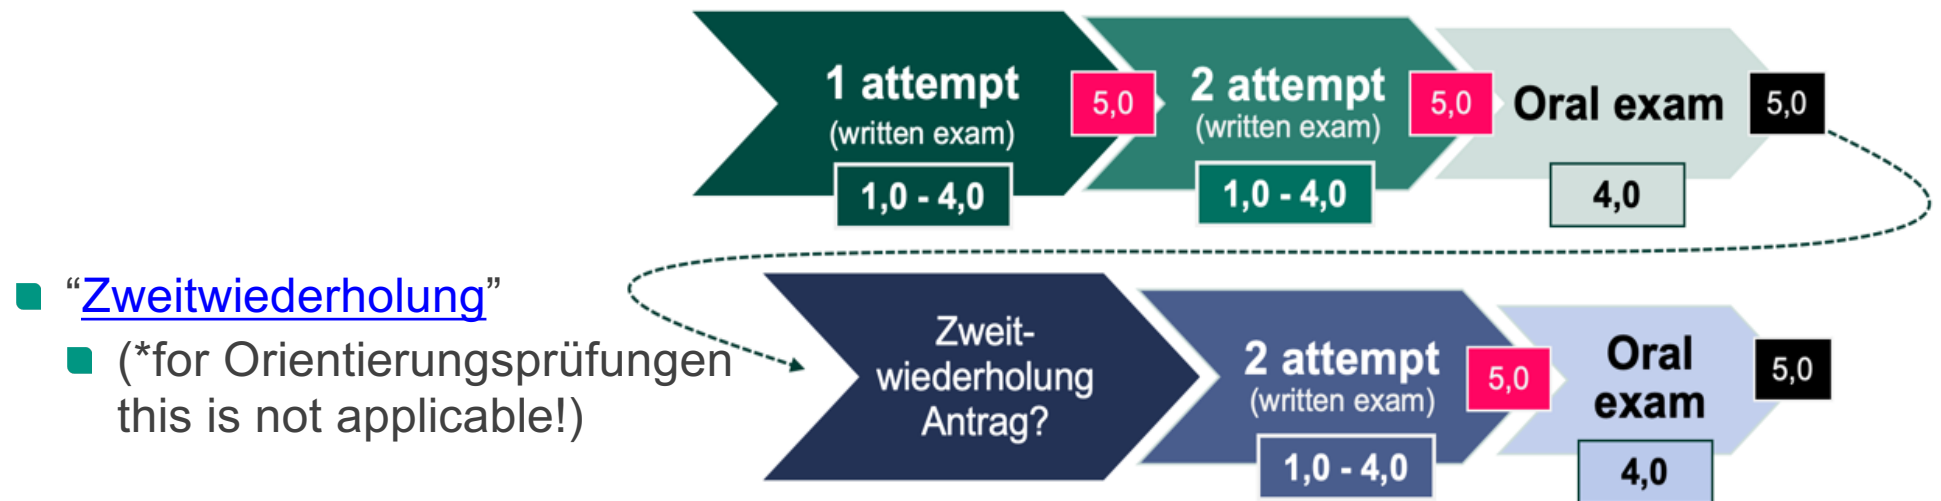 1 attempt
(written exam)
5,0
1,0 - 4,0
2 attempt
(written exam)
5,0
1,0 - 4,0
Oral exam
5,0
4,0
“Zweitwiederholung”
(*for Orientierungsprüfungen
this is not applicable!)
Zweit-
wiederholung
Antrag?
2 attempt
(written exam)
5,0
1,0 - 4,0
Oral
exam
5,0
4,0